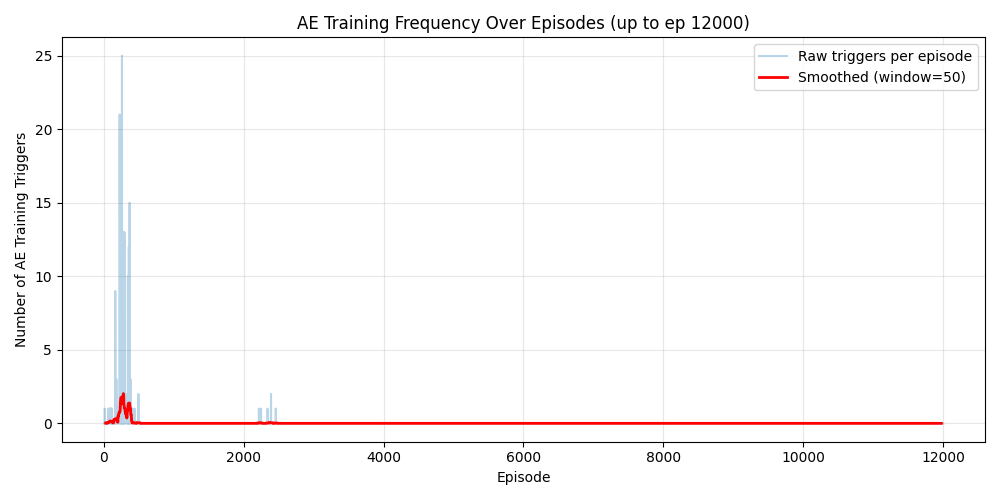 AE Training Frequency Over Episodes (up to ep 12000)
Raw triggers per episode
Smoothed (window=50)
Number of AE Training Triggers
25
20
15
10
5
0
0 2000 4000 6000 8000 10000 12000
Episode